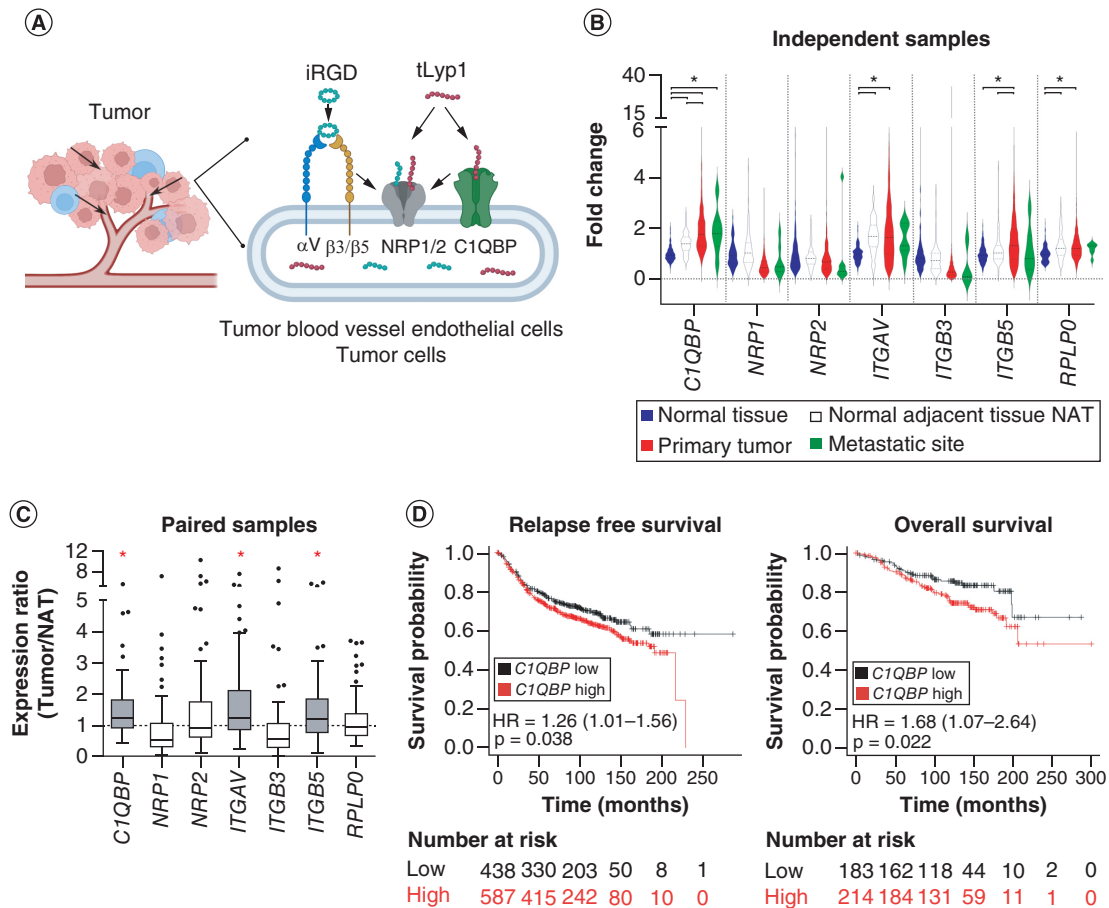 A
Tumor
iRGD
tLyp1
αV β3/β5 NRP1/2 C1QBP
Tumor blood vessel endothelial cells
Tumor cells
B
Independent samples
Fold change
40
15
6
4
2
0
*
*
*
*
C1QBP
NRP1
NRP2
ITGAV
ITGB3
ITGB5
RPLP0
Normal tissue
Normal adjacent tissue NAT
Primary tumor
Metastatic site
C
Paired samples
Expression ratio
(Tumor/NAT)
12
8
5
4
3
2
1
0
*
*
*
C1QBP
NRP1
NRP2
ITGAV
ITGB3
ITGB5
RPLP0
D
Relapse free survival
Survival probability
1.0
0.8
0.6
0.4
0.2
0.0
C1QBP low
C1QBP high
HR = 1.26 (1.01–1.56)
p = 0.038
0 50 100 150 200 250
Time (months)
Number at risk
Low 438 330 203 50 8 1
High 587 415 242 80 10 0
Overall survival
Survival probability
1.0
0.8
0.6
0.4
0.2
0.0
C1QBP low
C1QBP high
HR = 1.68 (1.07–2.64)
p = 0.022
0 50 100 150 200 250 300
Time (months)
Number at risk
Low 183 162 118 44 10 2 0
High 214 184 131 59 11 1 0